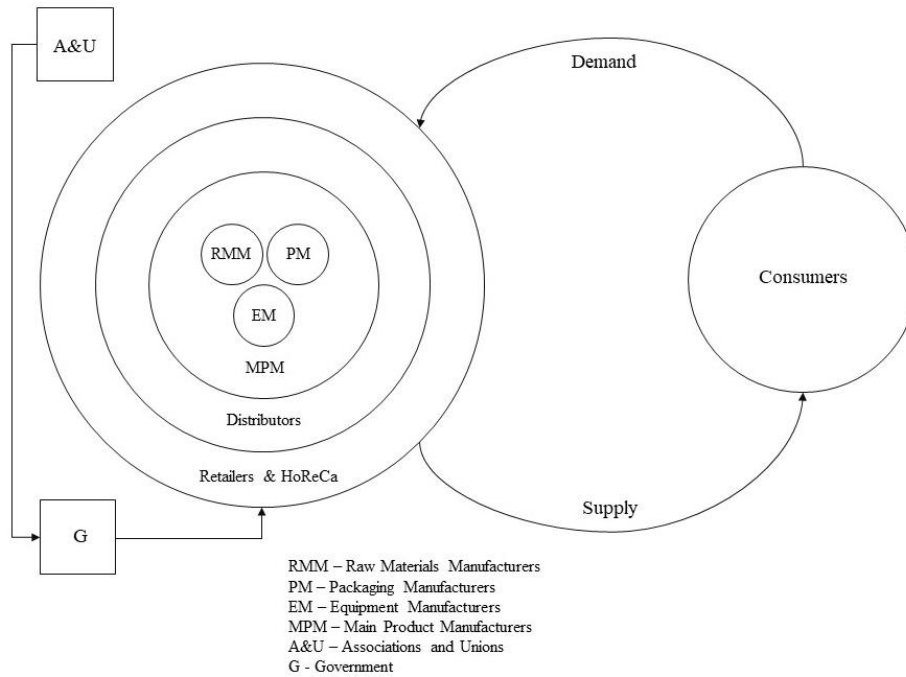 A&U
Demand
RMM
PM
Consumers
EM
MPM
Distributors
Retailers & HoReCa
Supply
G
RMM – Raw Materials Manufacturers
PM – Packaging Manufacturers
EM – Equipment Manufacturers
MPM – Main Product Manufacturers
A&U – Associations and Unions
G - Government